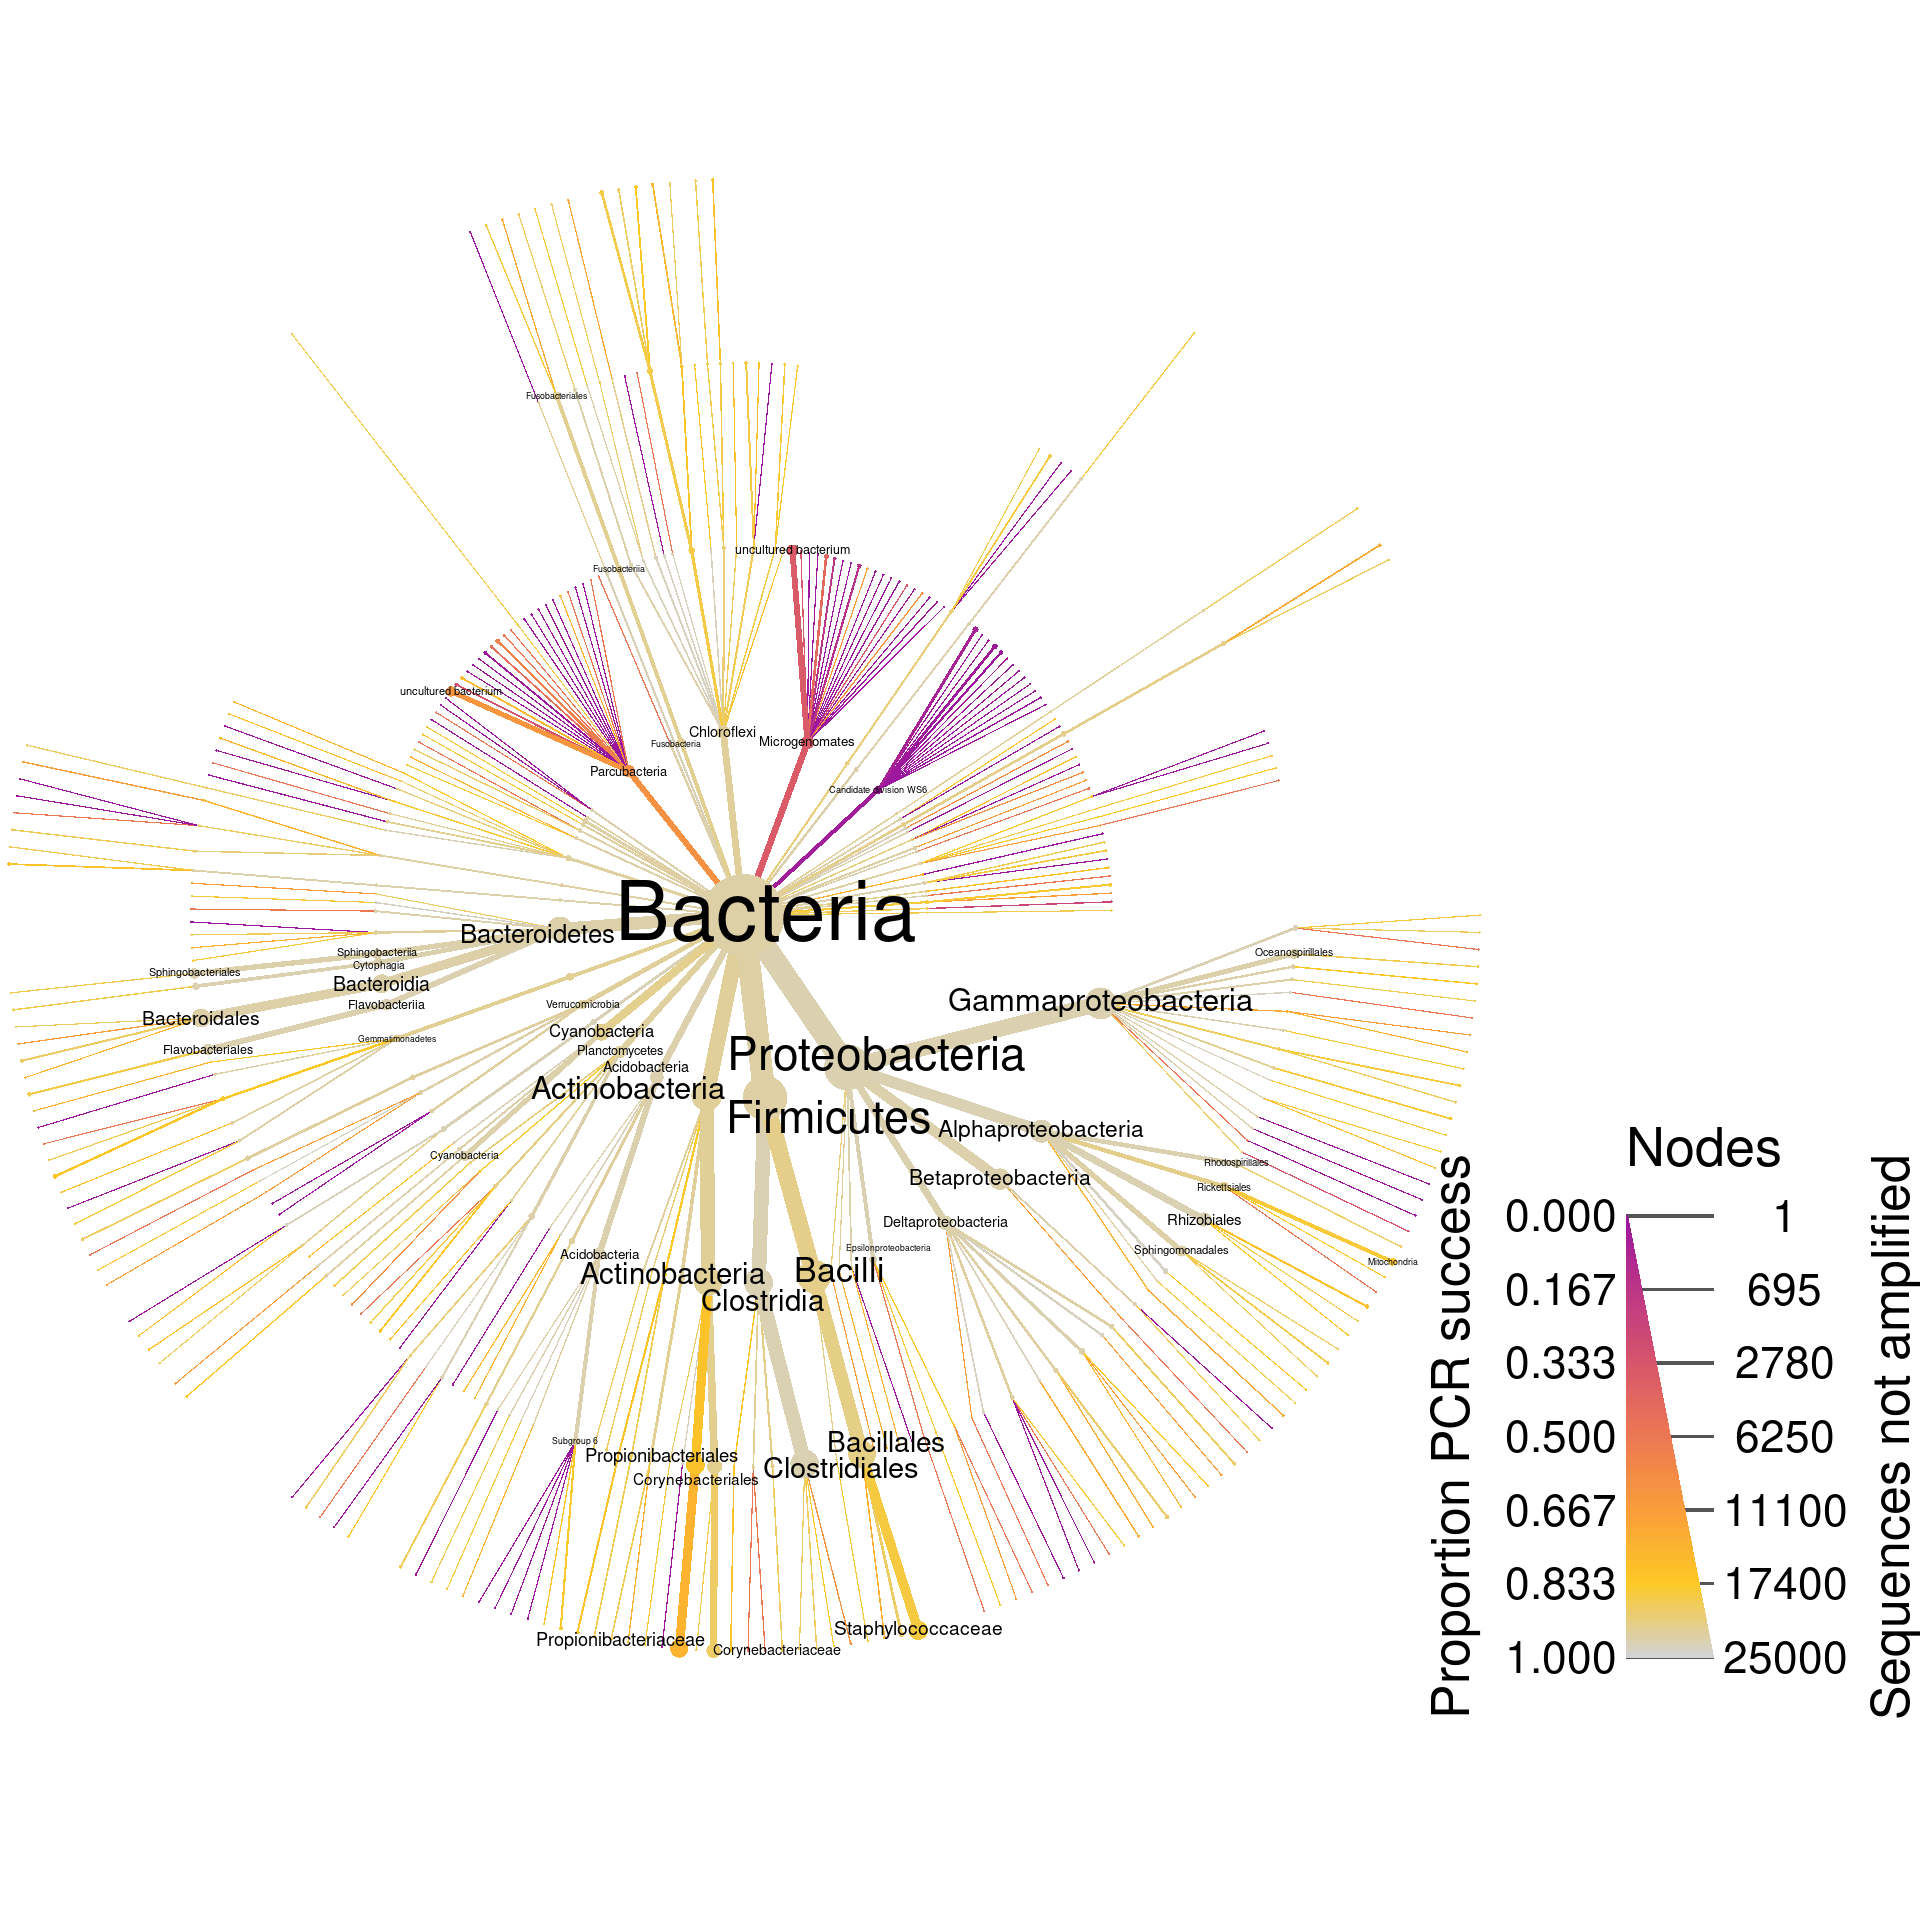 Fusobacteriales
uncultured bacterium
Fusobacteriia
uncultured bacterium
Chloroflexi
Fusobacteria
Microgenomates
Parcubacteria
Candidate division WS6
Bacteria
Bacteroidetes
Sphingobacteriia
Oceanospirillales
Cytophagia
Sphingobacteriales
Bacteroidia
Gammaproteobacteria
Flavobacteriia
Verrucomicrobia
Bacteroidales
Cyanobacteria
Gemmatimonadetes
Flavobacteriales
Planctomycetes
Proteobacteria
Acidobacteria
Actinobacteria
Firmicutes
Alphaproteobacteria
Cyanobacteria
Rhodospirillales
Betaproteobacteria
Rickettsiales
Deltaproteobacteria
Rhizobiales
Epsilonproteobacteria
Sphingomonadales
Acidobacteria
Mitochondria
Actinobacteria
Bacilli
Clostridia
Subgroup 6
Bacillales
Propionibacteriales
Clostridiales
Corynebacteriales
Staphylococcaceae
Propionibacteriaceae
Corynebacteriaceae
Nodes
Proportion PCR success
Sequences not amplified
0.000 1
0.167 695
0.333 2780
0.500 6250
0.667 11100
0.833 17400
1.000 25000